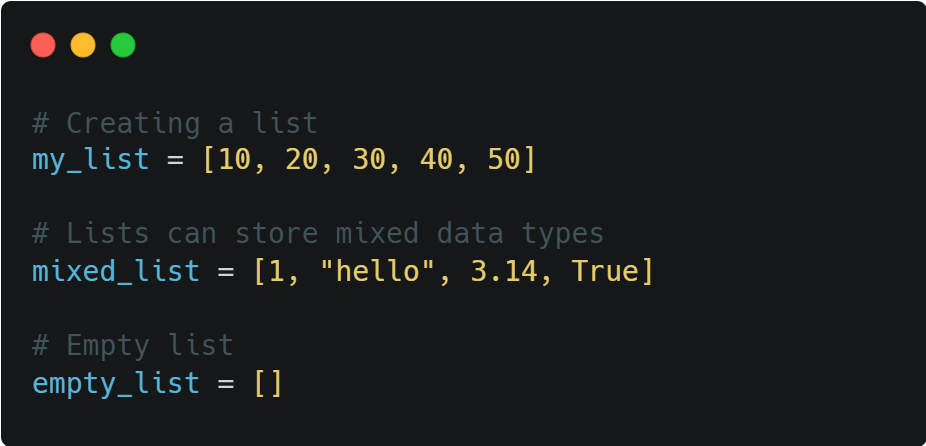 # Creating a list
my_list = [10, 20, 30, 40, 50]
# Lists can store mixed data types
mixed_list = [1, "hello", 3.14, True]
# Empty list
empty_list = []